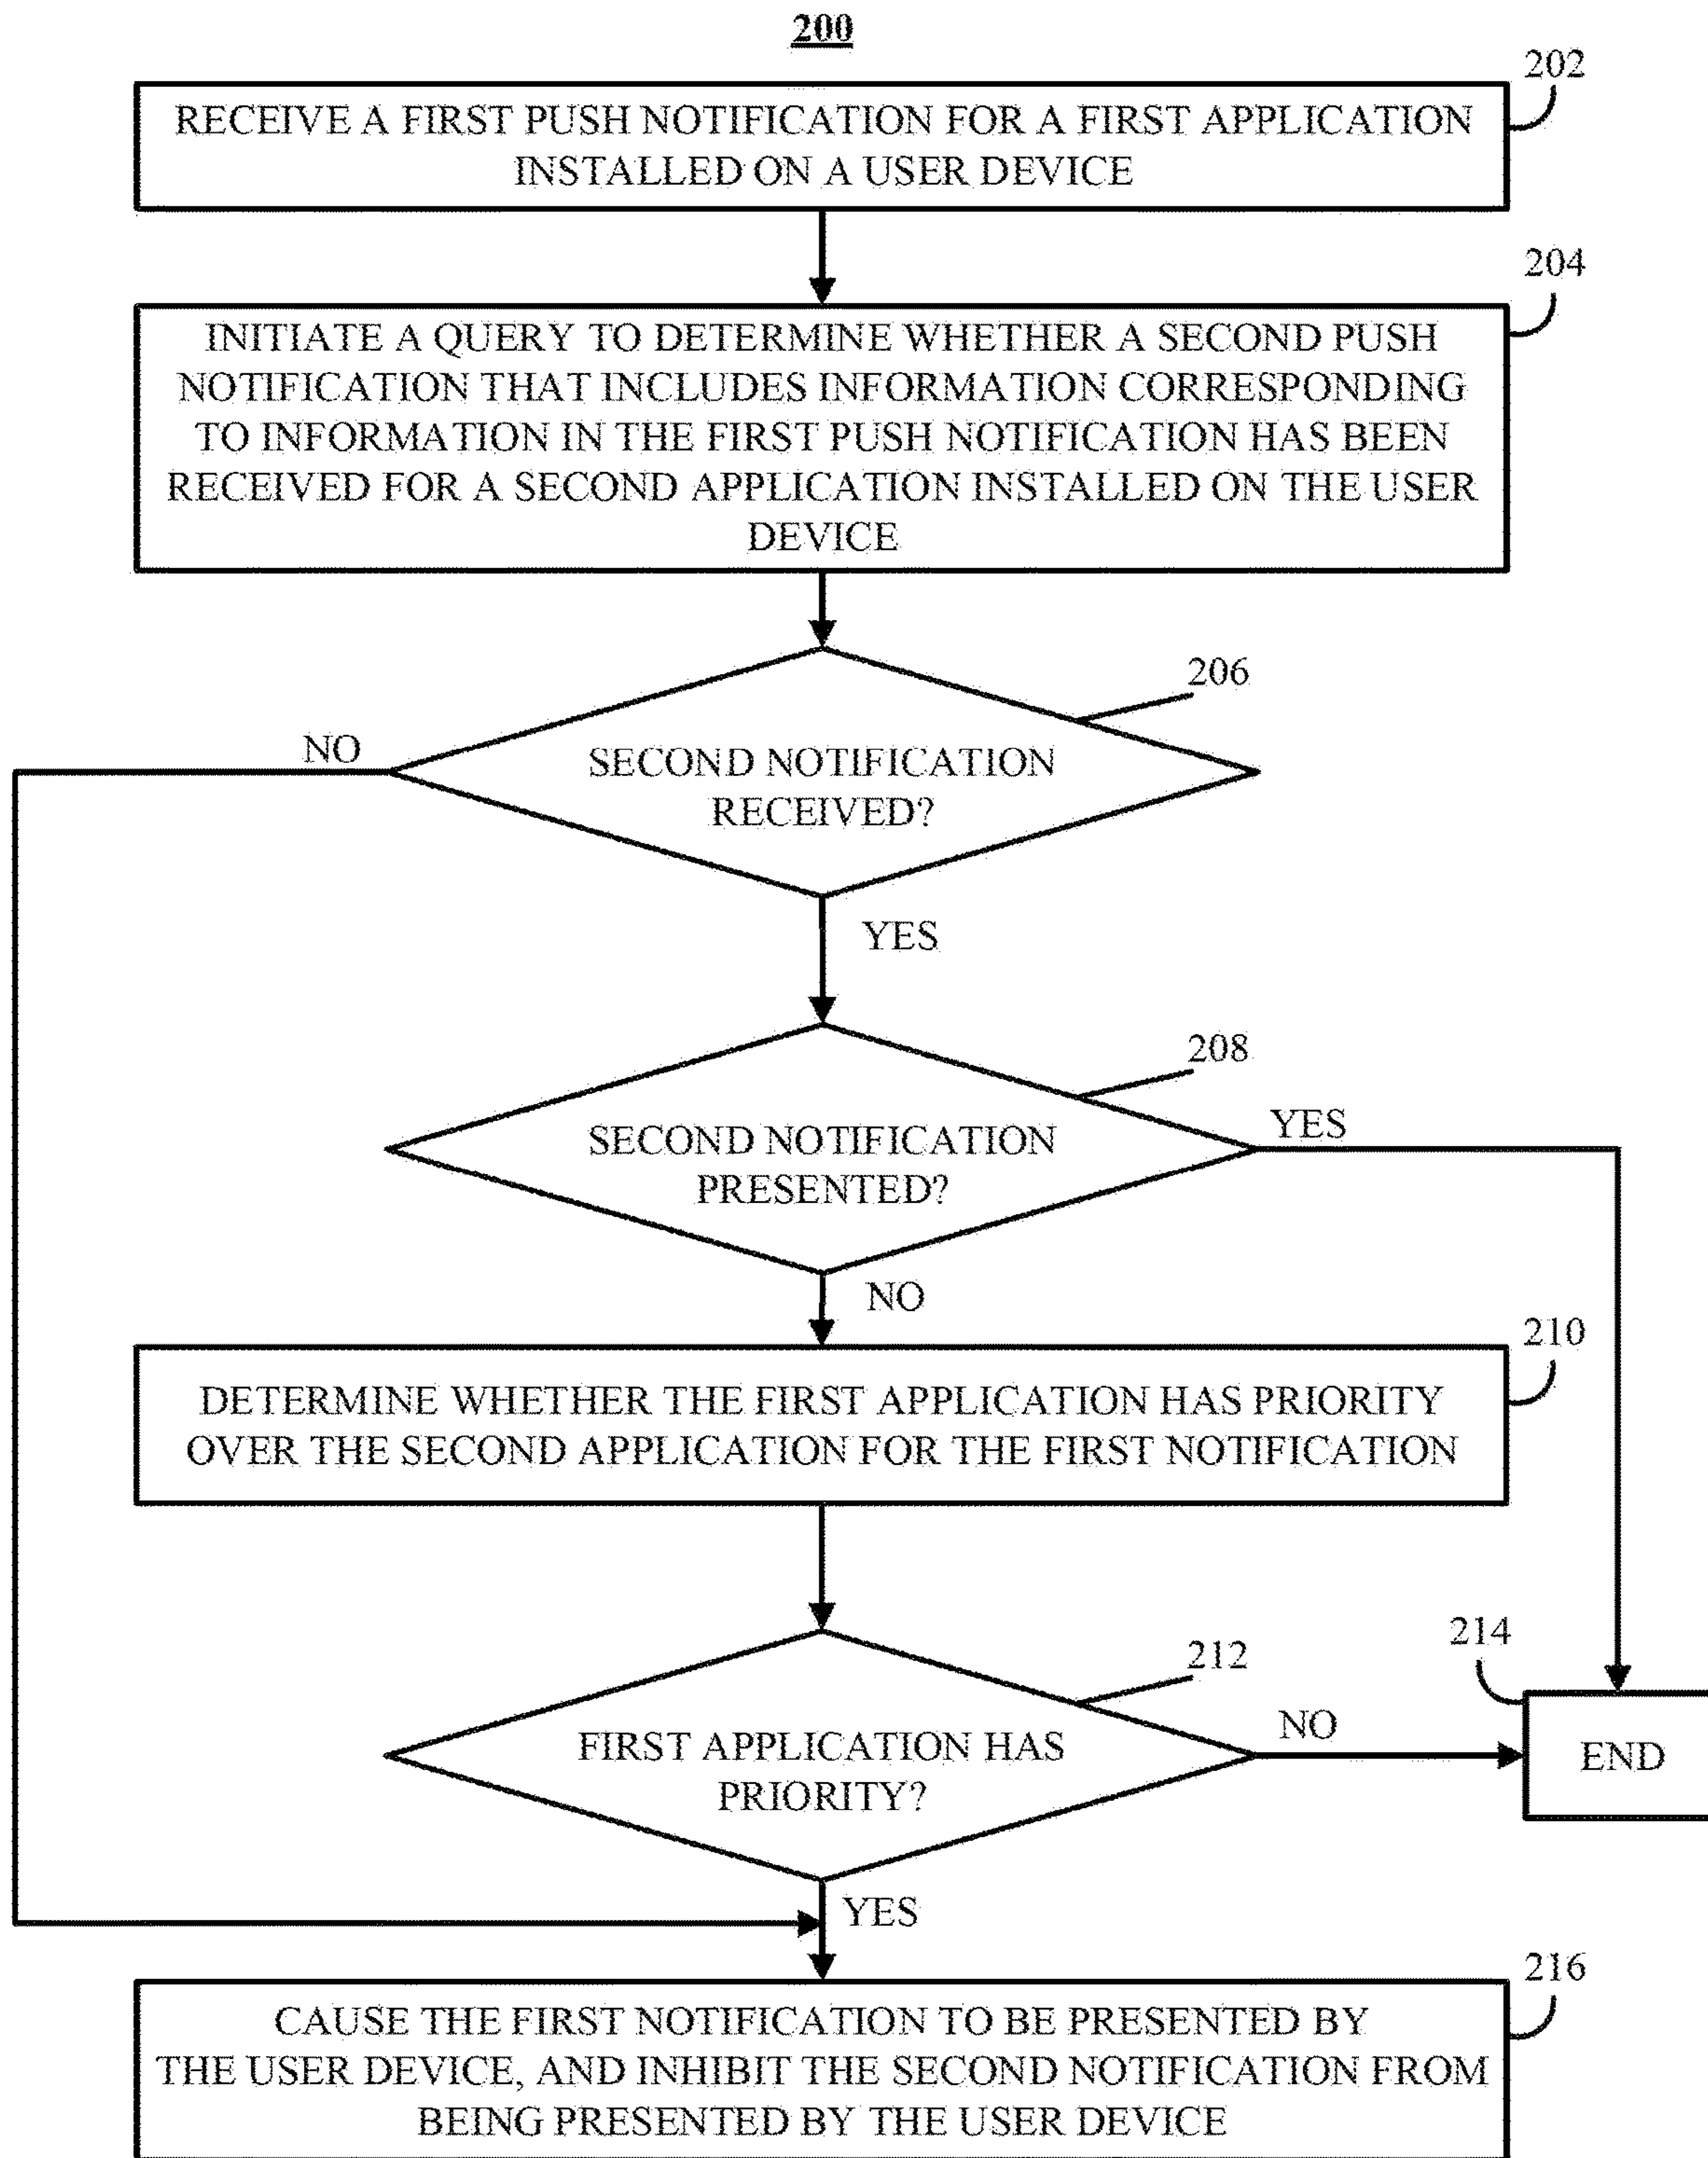 200
202
RECEIVE A FIRST PUSH NOTIFICATION FOR A FIRST APPLICATION
INSTALLED ON A USER DEVICE
204
INITIATE A QUERY TO DETERMINE WHETHER A SECOND PUSH
NOTIFICATION THAT INCLUDES INFORMATION CORRESPONDING
TO INFORMATION IN THE FIRST PUSH NOTIFICATION HAS BEEN
RECEIVED FOR A SECOND APPLICATION INSTALLED ON THE USER
DEVICE
206
NO
SECOND NOTIFICATION
RECEIVED?
YES
208
YES
SECOND NOTIFICATION
PRESENTED?
NO
210
DETERMINE WHETHER THE FIRST APPLICATION HAS PRIORITY
OVER THE SECOND APPLICATION FOR THE FIRST NOTIFICATION
212
214
FIRST APPLICATION HAS
PRIORITY?
NO
END
YES
216
CAUSE THE FIRST NOTIFICATION TO BE PRESENTED BY
THE USER DEVICE, AND INHIBIT THE SECOND NOTIFICATION FROM
BEING PRESENTED BY THE USER DEVICE